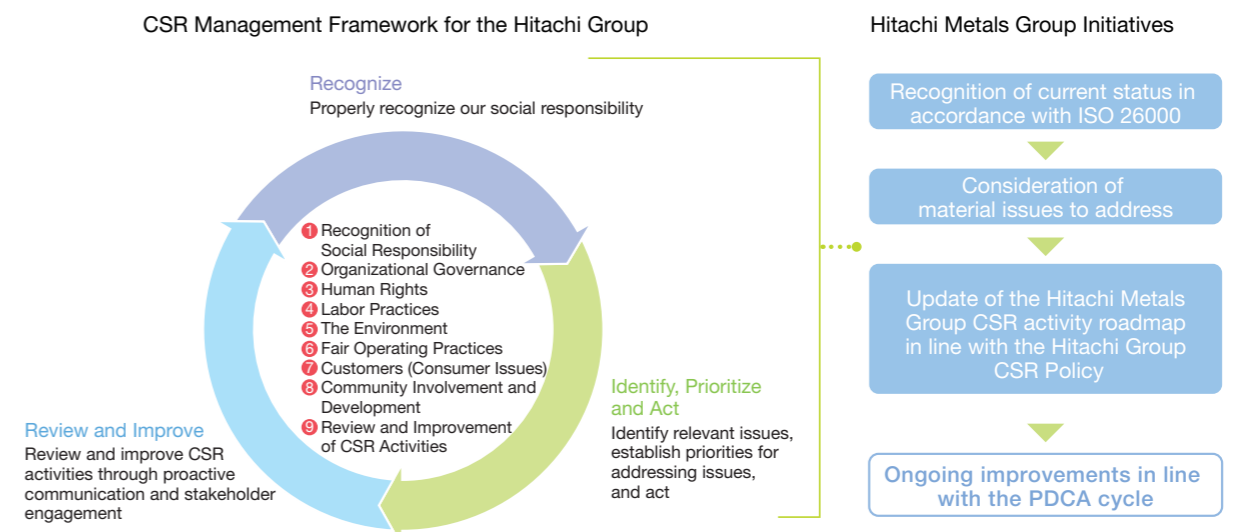 CSR Management Framework for the Hitachi Group
Recognize
Properly recognize our social responsibility
1 Recognition of
Social Responsibility
2 Organizational Governance
3 Human Rights
4 Labor Practices
5 The Environment
6 Fair Operating Practices
7 Customers (Consumer Issues)
8 Community Involvement and
Development
9 Review and Improvement
of CSR Activities
Identify, Prioritize
and Act
Identify relevant issues,
establish priorities for
addressing issues,
and act
Review and Improve
Review and improve CSR
activities through proactive
communication and stakeholder
engagement
Hitachi Metals Group Initiatives
Recognition of current status in
accordance with ISO 26000
Consideration of
material issues to address
Update of the Hitachi Metals
Group CSR activity roadmap
in line with the Hitachi Group
CSR Policy
Ongoing improvements in line
with the PDCA cycle